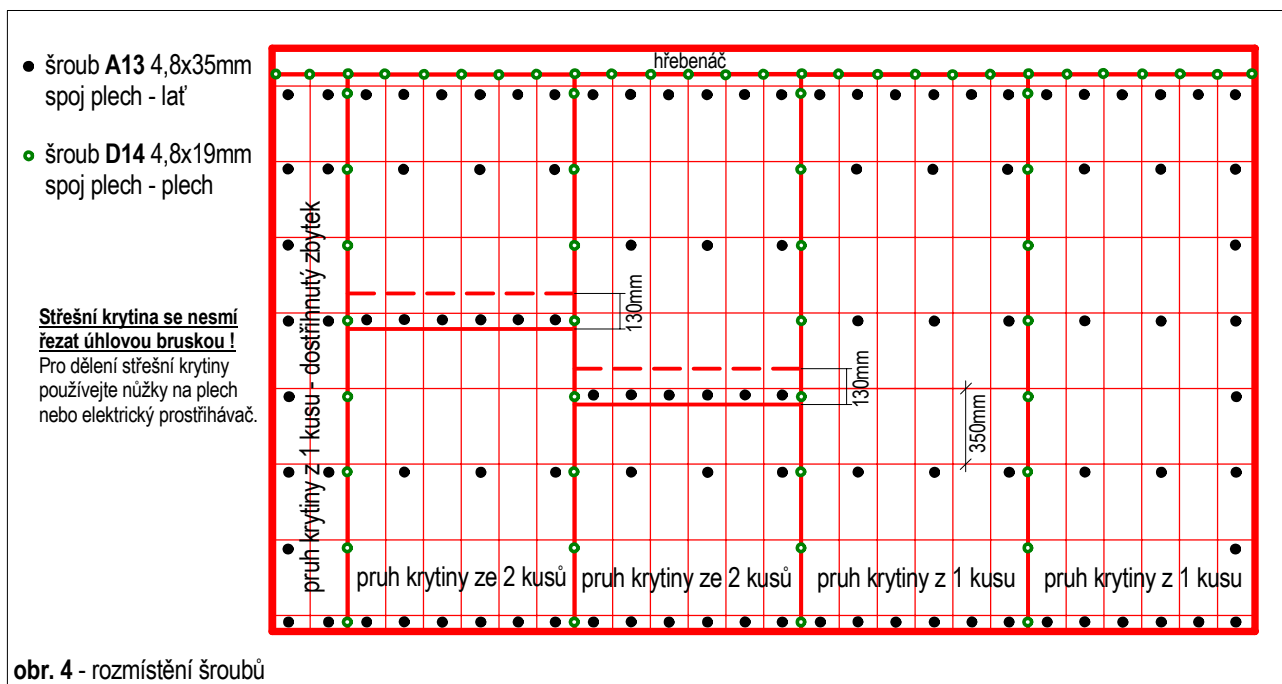 šroub A13 4,8x35mm
spoj plech - lať
šroub D14 4,8x19mm
spoj plech - plech
Střešní krytina se nesmí
řezat úhlovou bruskou !
Pro dělení střešní krytiny
používejte nůžky na plech
nebo elektrický prostřihávač.
hřebenáč
pruh krytiny z 1 kusu - dostřihnutý zbytek
130mm
130mm
350mm
pruh krytiny ze 2 kusů
pruh krytiny ze 2 kusů
pruh krytiny z 1 kusu
pruh krytiny z 1 kusu
obr. 4 - rozmístění šroubů